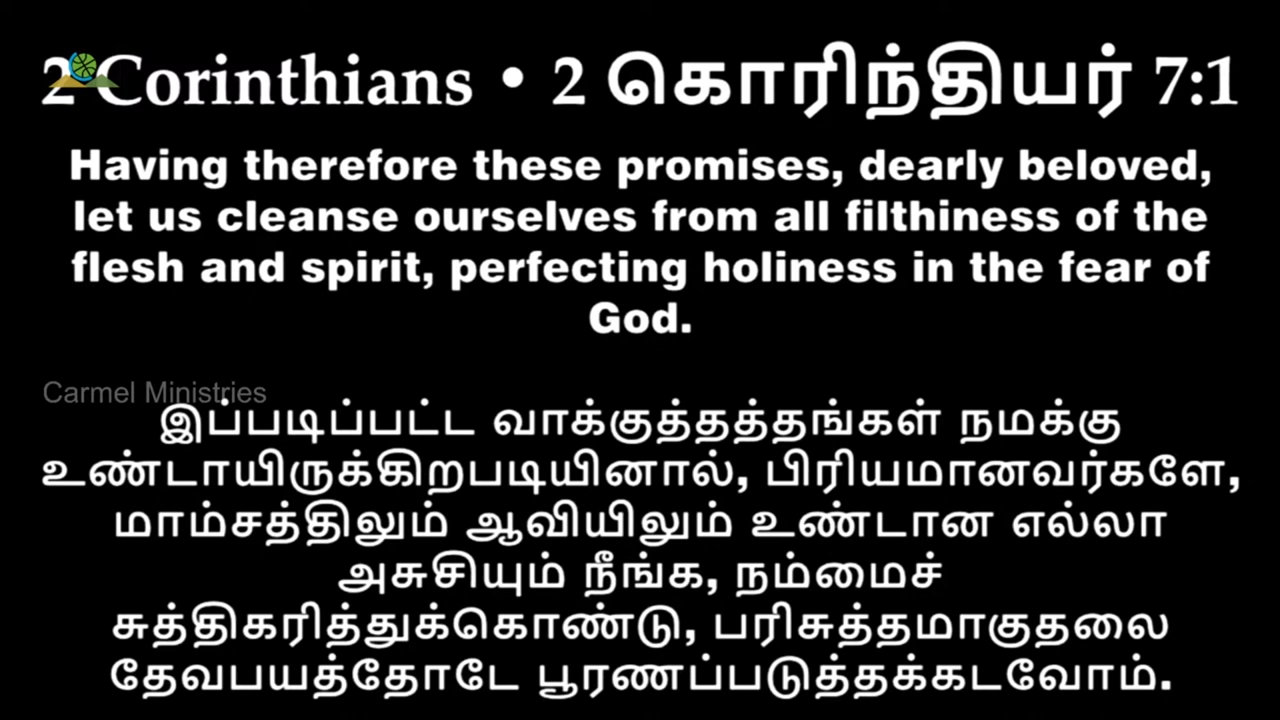 2 Corinthians • 2 கொரிந்தியர் 7:1
Having therefore these promises, dearly beloved,
let us cleanse ourselves from all filthiness of the
flesh and spirit, perfecting holiness in the fear of
God.
Carmel Ministries
இப்படிப்பட்ட வாக்குத்தத்தங்கள் நமக்கு
உண்டாயிருக்கிறபடியினால், பிரியமானவர்களே,
மாம்சத்திலும் ஆவியிலும் உண்டான எல்லா
அசுசியும் நீங்க, நம்மைச்
சுத்திகரித்துக்கொண்டு, பரிசுத்தமாகுதலை
தேவபயத்தோடே பூரணப்படுத்தக்கடவோம்.